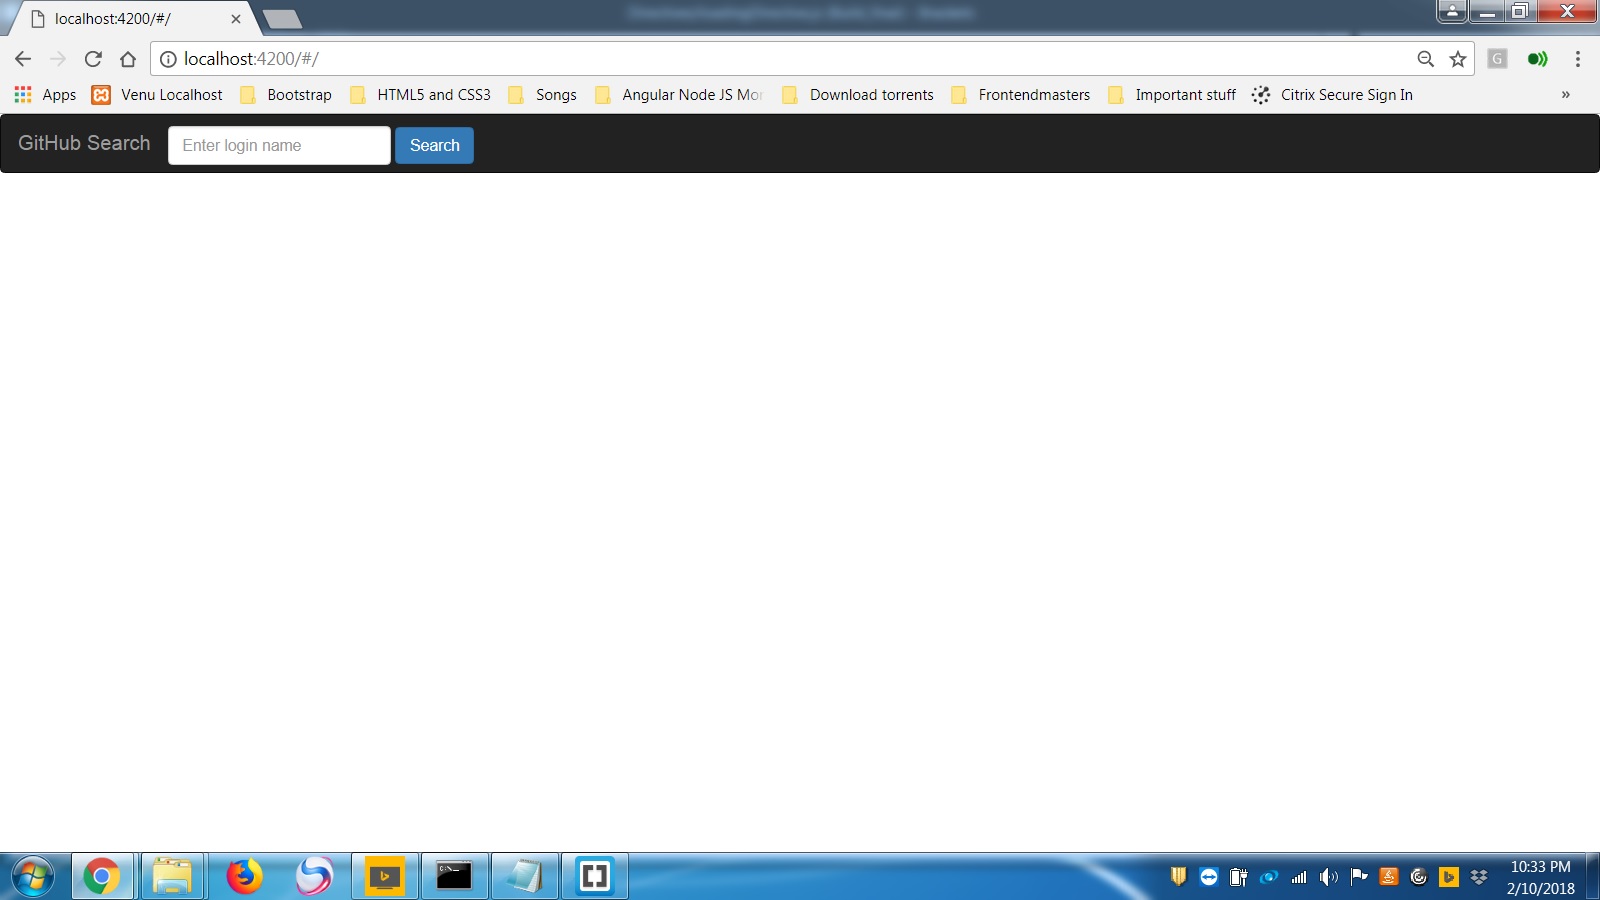 localhost:4200/#/
localhost:4200/#/
G
Apps Venu Localhost Bootstrap HTML5 and CSS3 Songs Angular Node JS Mor Download torrents Frontendmasters Important stuff Citrix Secure Sign In »
GitHub Search Enter login name Search
C:\_
10:33 PM
2/10/2018